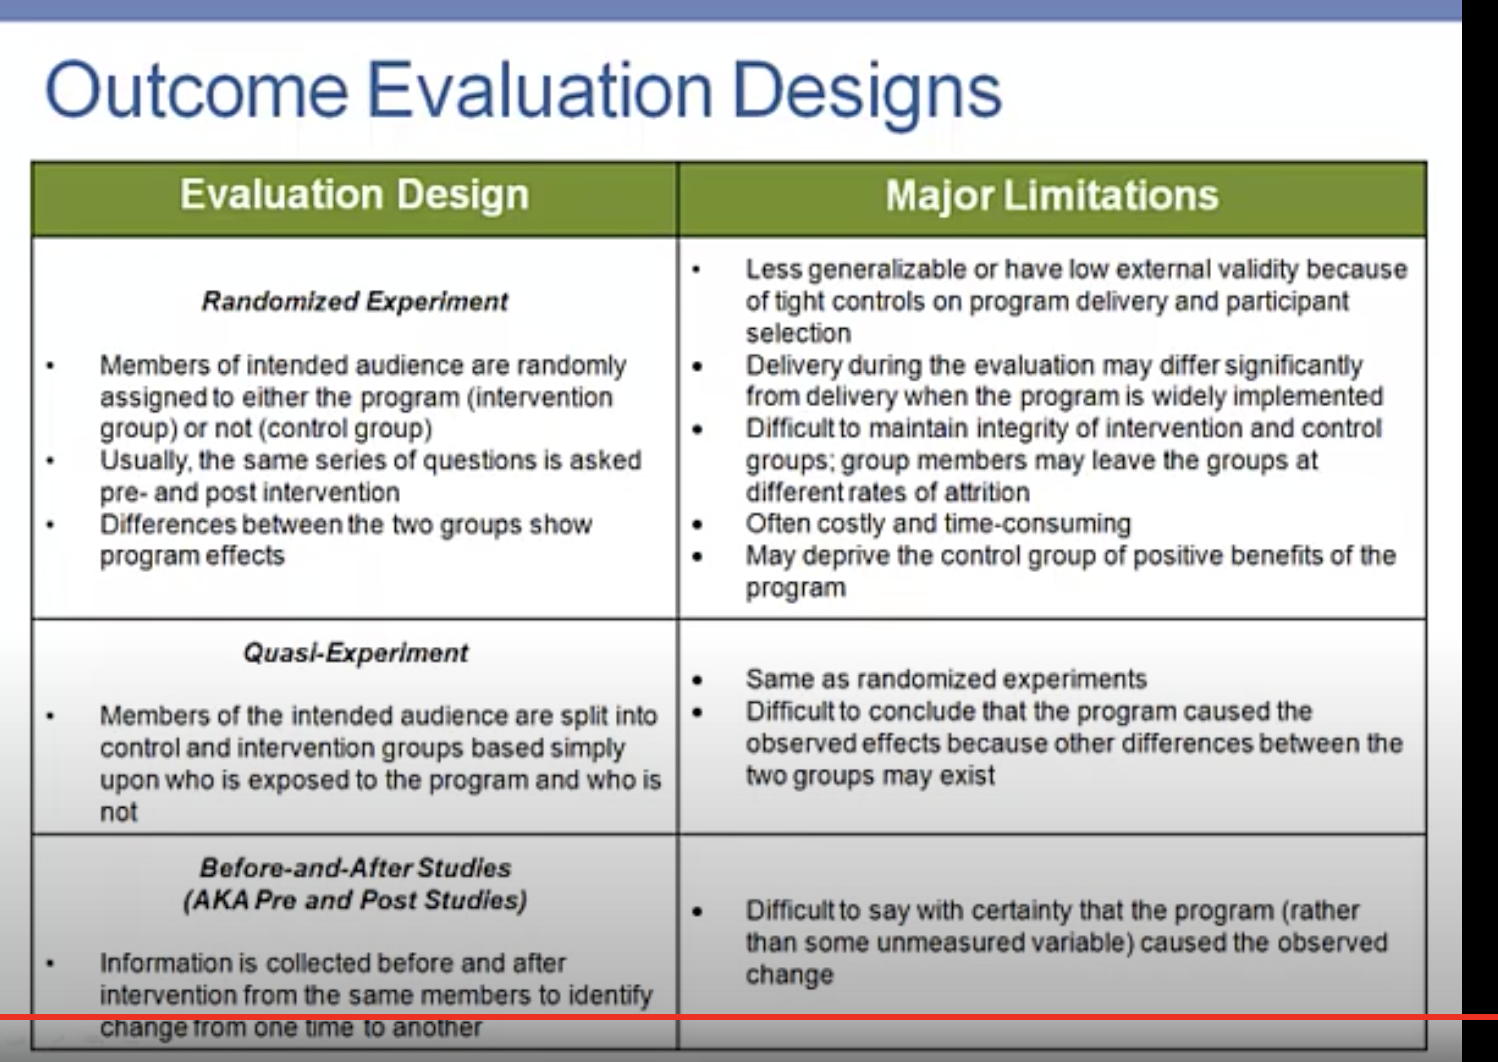 Outcome Evaluation Designs
Evaluation Design
Major Limitations
Randomized Experiment
• Members of intended audience are randomly
assigned to either the program (intervention
group) or not (control group)
• Usually, the same series of questions is asked
pre- and post intervention
• Differences between the two groups show
program effects
• Less generalizable or have low external validity because
of tight controls on program delivery and participant
selection
• Delivery during the evaluation may differ significantly
from delivery when the program is widely implemented
• Difficult to maintain integrity of intervention and control
groups; group members may leave the groups at
different rates of attrition
• Often costly and time-consuming
• May deprive the control group of positive benefits of the
program
Quasi-Experiment
• Members of the intended audience are split into
control and intervention groups based simply
upon who is exposed to the program and who is
not
• Same as randomized experiments
• Difficult to conclude that the program caused the
observed effects because other differences between the
two groups may exist
Before-and-After Studies
(AKA Pre and Post Studies)
• Information is collected before and after
intervention from the same members to identify
change from one time to another
• Difficult to say with certainty that the program (rather
than some unmeasured variable) caused the observed
change